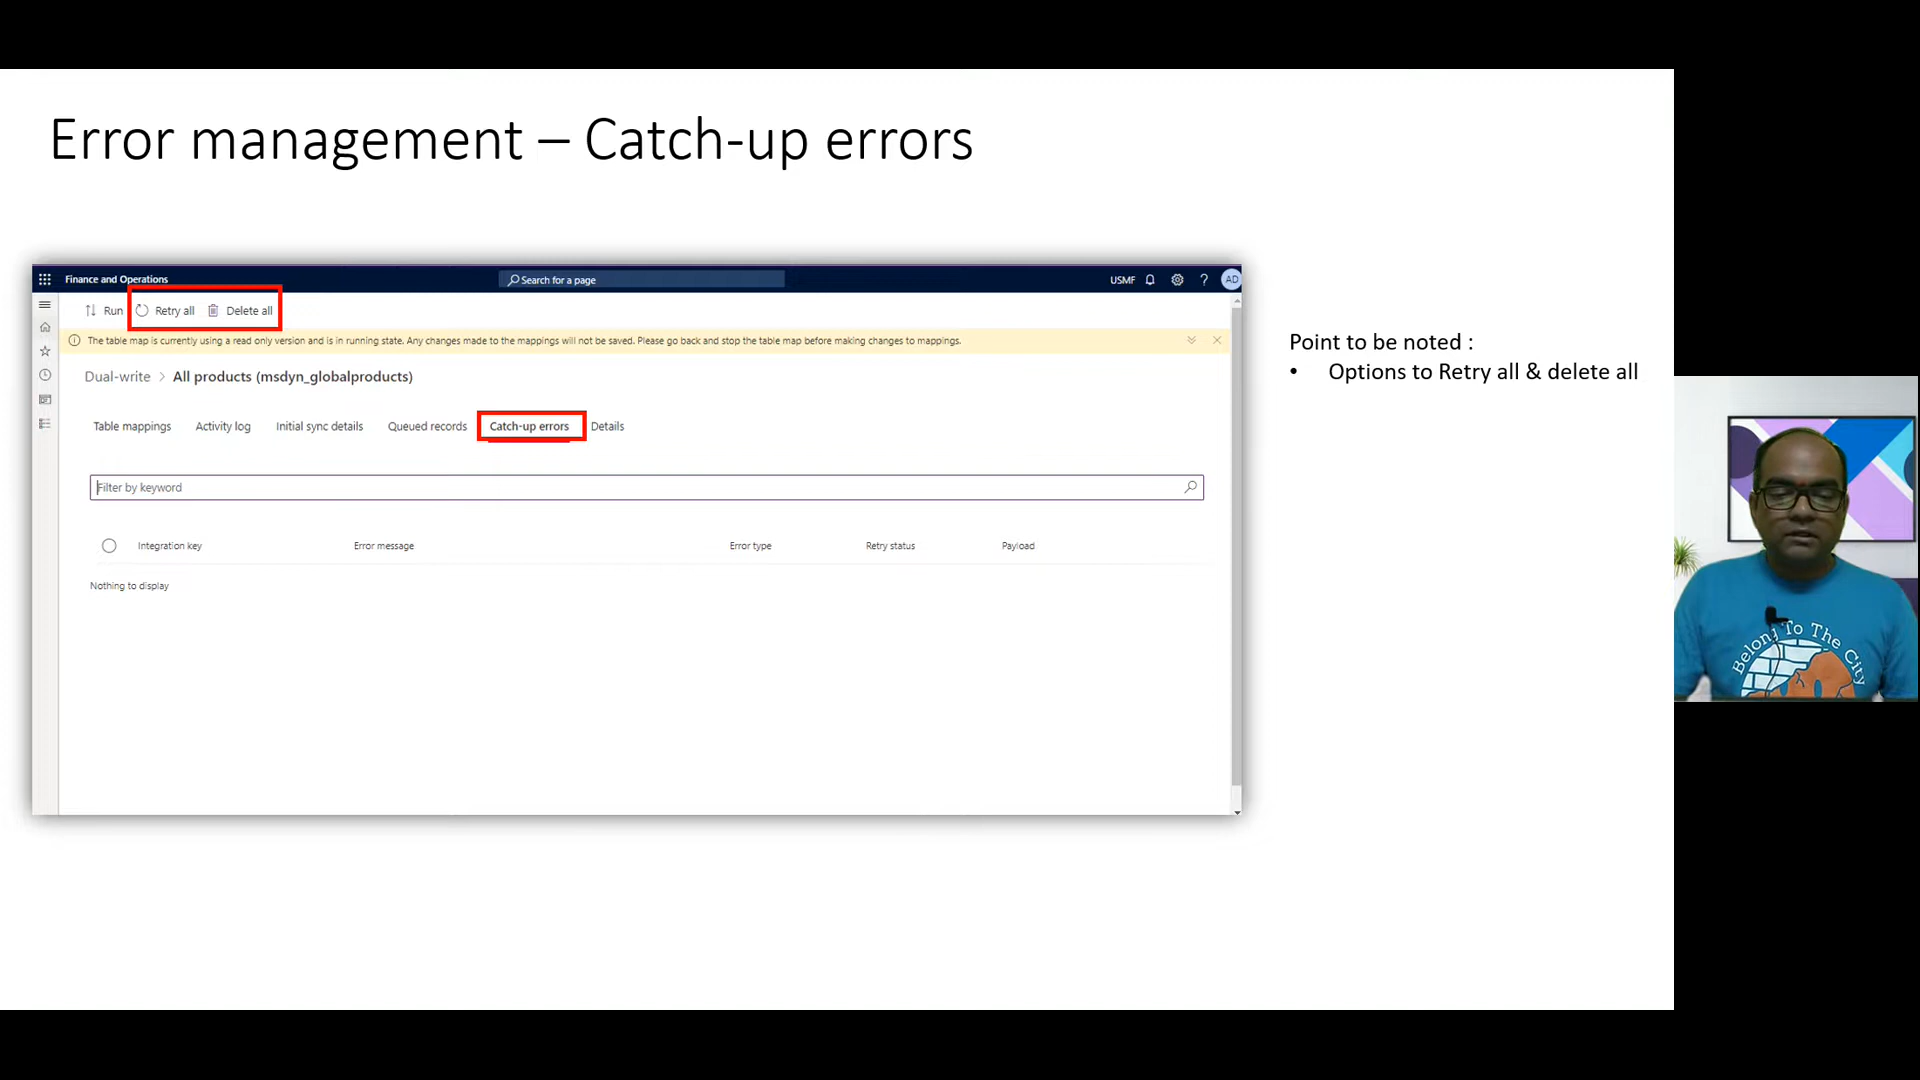 Error management – Catch-up errors
Finance and Operations
Search for a page
USMF
?
AD
Run
Retry all
Delete all
The table map is currently using a read only version and is in running state. Any changes made to the mappings will not be saved. Please go back and stop the table map before making changes to mappings.
Dual-write > All products (msdyn_globalproducts)
Table mappings
Activity log
Initial sync details
Queued records
Catch-up errors
Details
Filter by keyword
Integration key
Error message
Error type
Retry status
Payload
Nothing to display
Point to be noted :
• Options to Retry all & delete all
Belong To The City